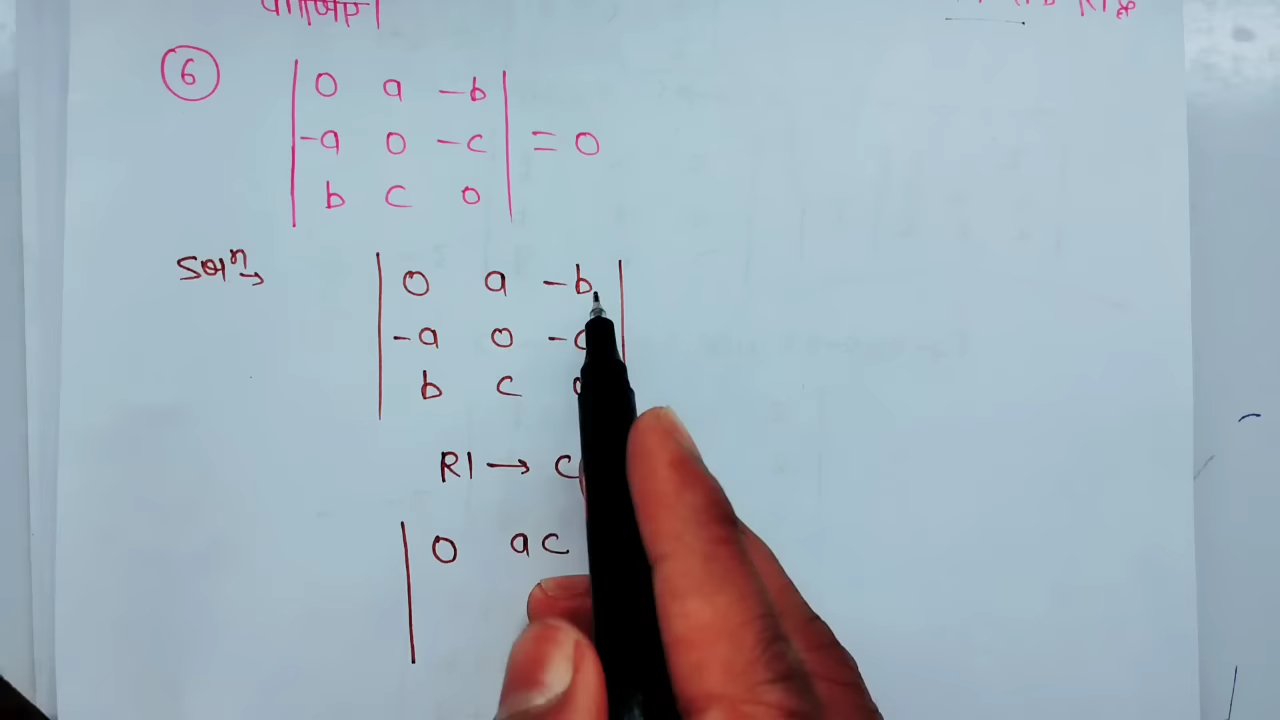 ⑥ | 0 a -b |
| -a 0 -c | = 0
| b c 0 |
Solⁿ→ | 0 a -b |
| -a 0 -c |
| b c
R1 → C
| 0 ac